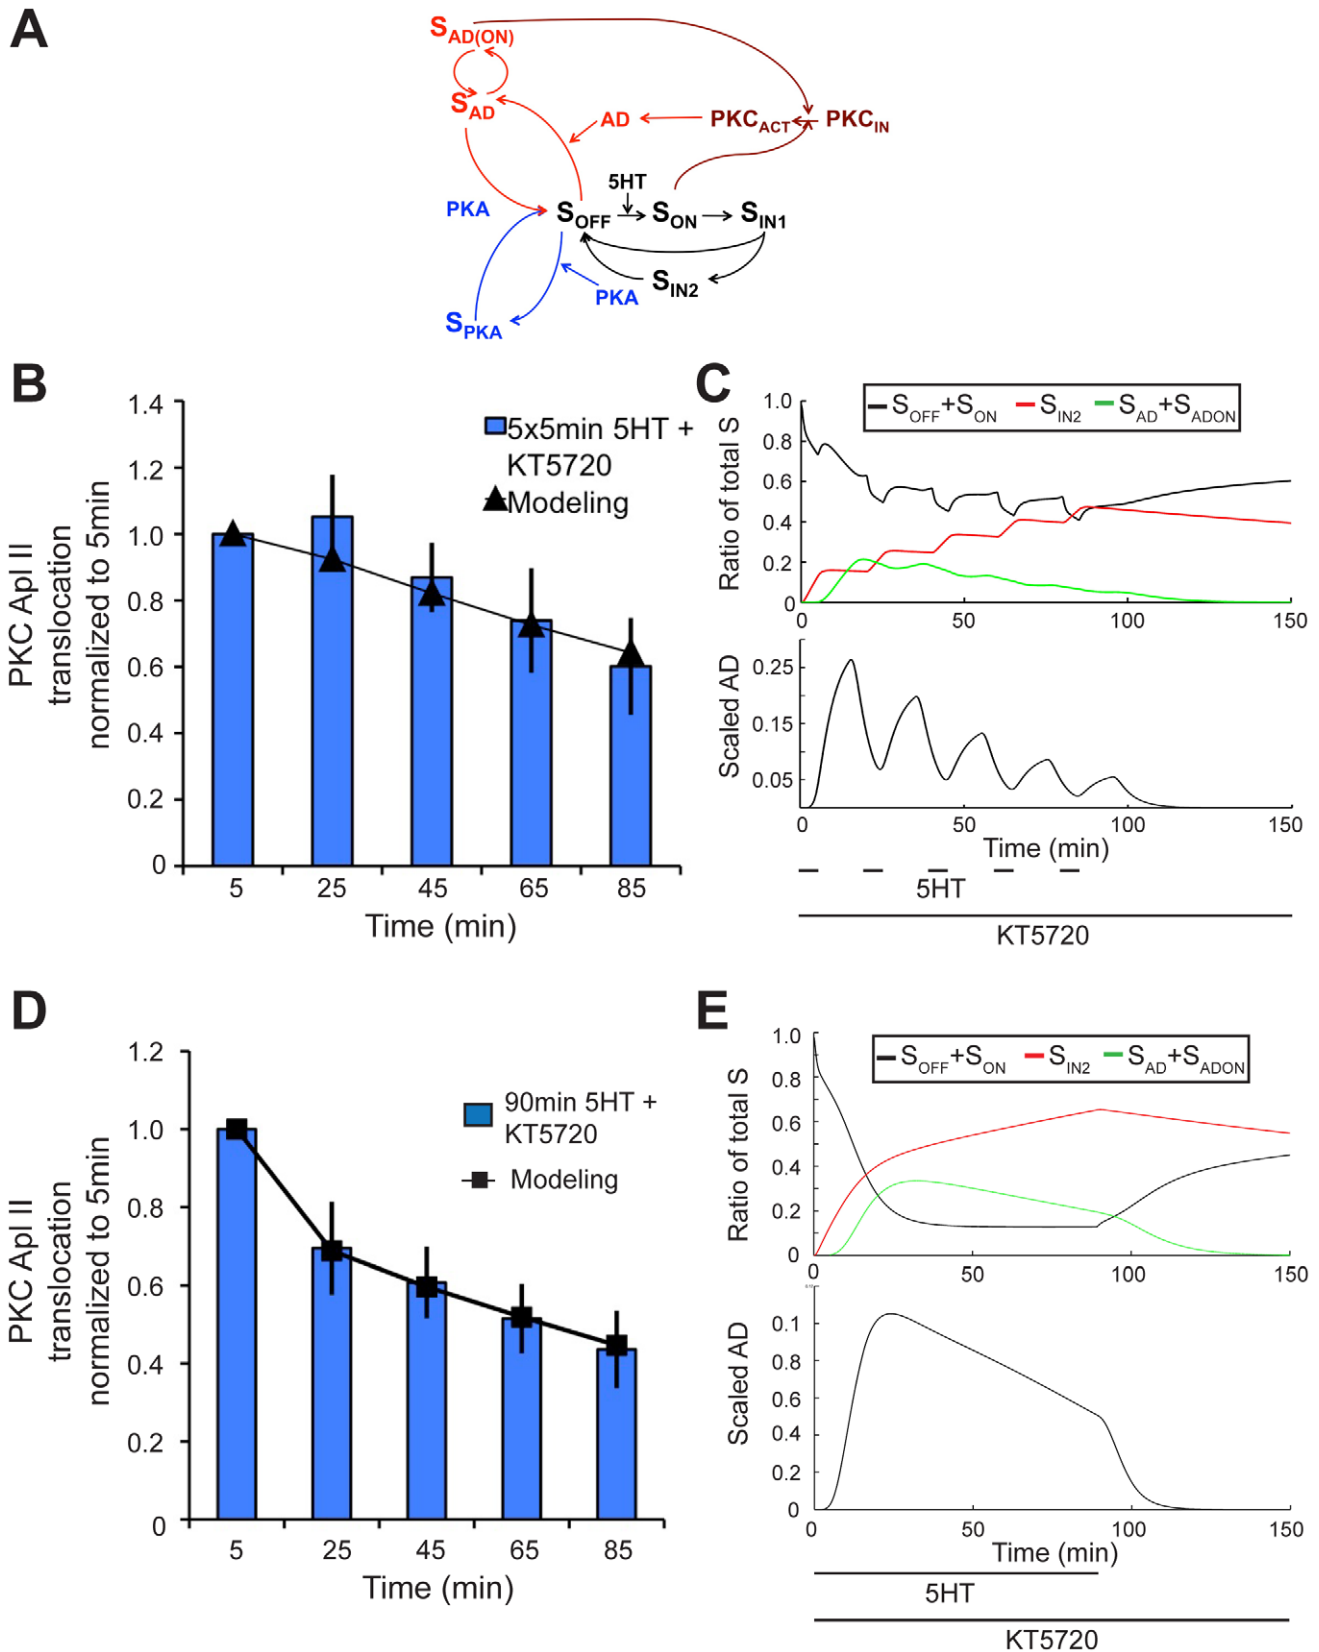 A
S_AD(ON)
S_AD
AD
PKC_ACT
PKC_IN
5HT
PKA
S_OFF
S_ON
S_IN1
S_IN2
PKA
S_PKA
B
PKC Apl II
translocation
normalized to 5min
1.4
1.2
1.0
0.8
0.6
0.4
0.2
0
5x5min 5HT +
KT5720
Modeling
5 25 45 65 85
Time (min)
C
S_OFF+S_ON S_IN2 S_AD+S_ADON
Ratio of total S
1.0
0.8
0.6
0.4
0.2
0
0 50 100 150
Scaled AD
0.25
0.15
0.05
0 50 100 150
Time (min)
5HT
KT5720
D
PKC Apl II
translocation
normalized to 5min
1.2
1.0
0.8
0.6
0.4
0.2
0
90min 5HT +
KT5720
Modeling
5 25 45 65 85
Time (min)
E
S_OFF+S_ON S_IN2 S_AD+S_ADON
Ratio of total S
1.0
0.8
0.6
0.4
0.2
0
0 50 100 150
Scaled AD
0.1
0.8
0.6
0.4
0.2
0
0 50 100 150
Time (min)
5HT
KT5720